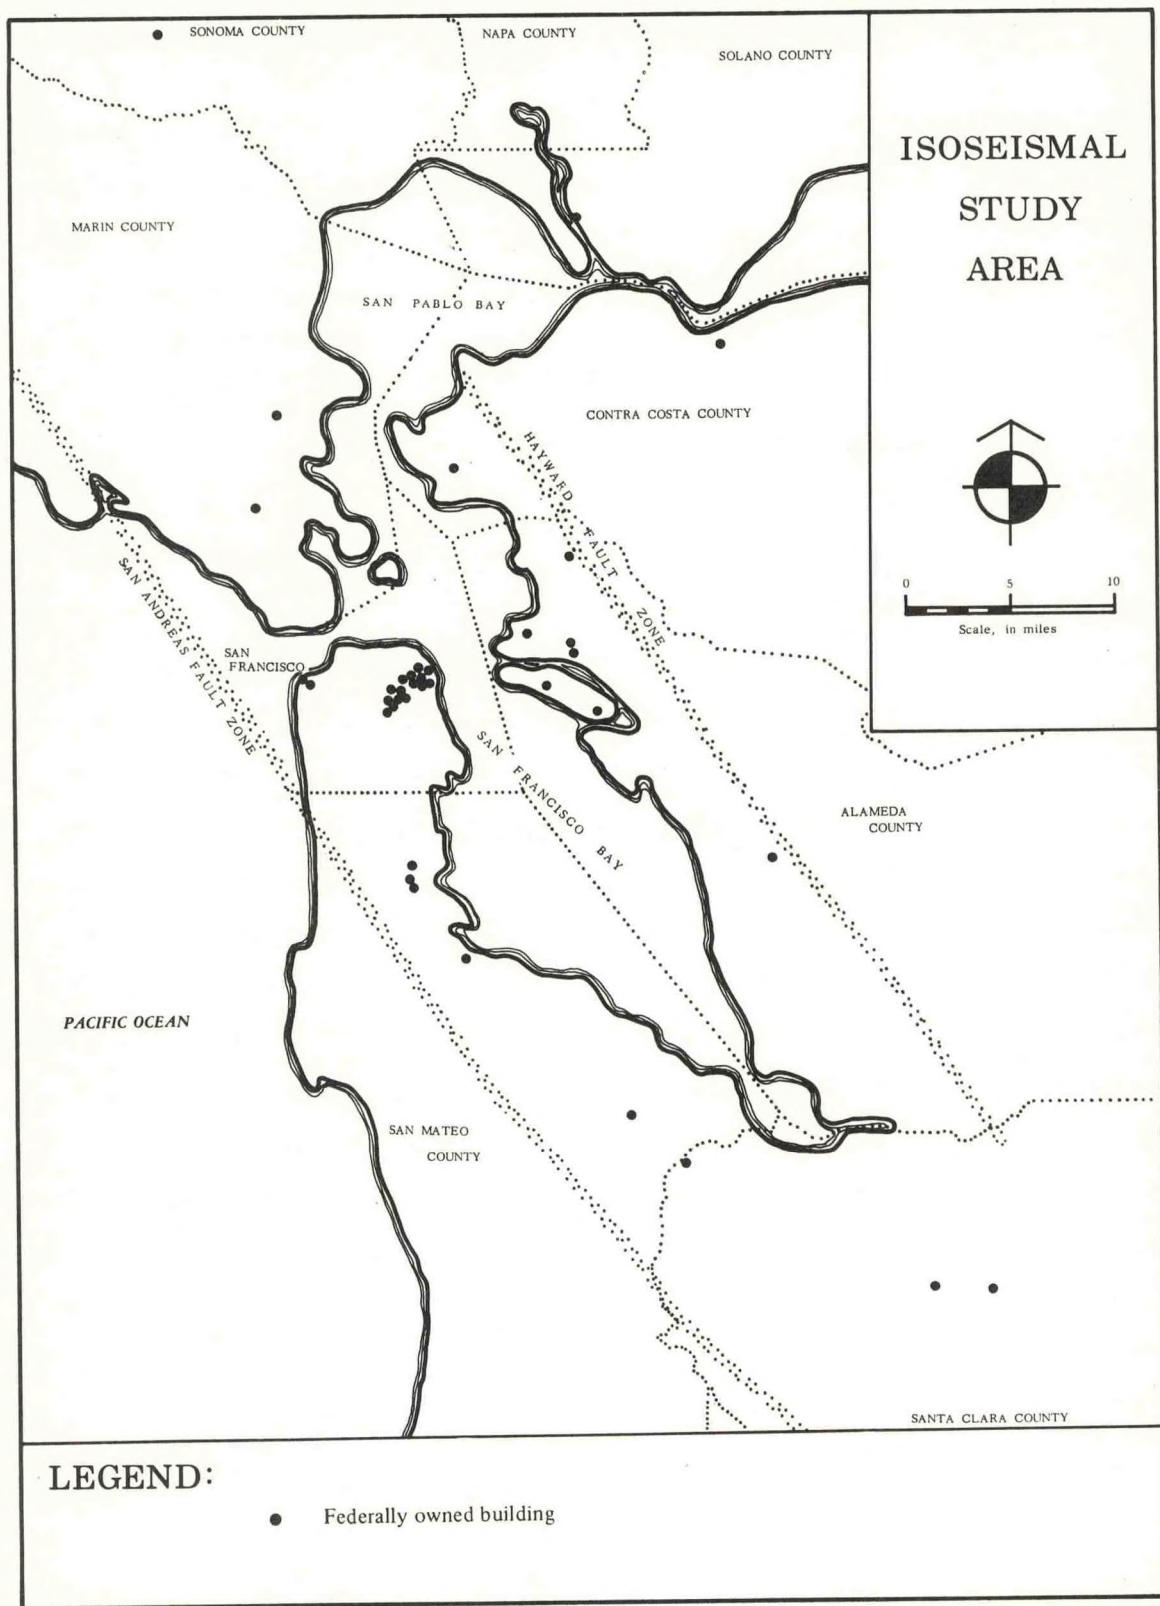 SONOMA COUNTY
NAPA COUNTY
SOLANO COUNTY
ISOSEISMAL
STUDY
AREA
MARIN COUNTY
SAN PABLO BAY
CONTRA COSTA COUNTY
HAYWARD FAULT ZONE
SAN ANDREAS FAULT ZONE
0 5 10
Scale, in miles
SAN
FRANCISCO
SAN FRANCISCO BAY
ALAMEDA
COUNTY
PACIFIC OCEAN
SAN MATEO
COUNTY
SANTA CLARA COUNTY
LEGEND:
Federally owned building